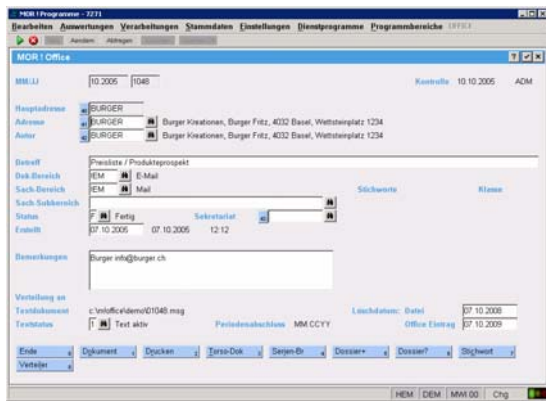 MOR ! Programme - 7271
Bearbeiten Auswertungen Verarbeitungen Stammdaten Einstellungen Dienstprogramme Programmbereiche OFFICE
Aendern Abfragen
MOR ! Office
MM/JJ 10.2005 1048 Kontrolle 10.10.2005 ADM
Hauptadresse BURGER
Adresse BURGER Burger Kreationen, Burger Fritz, 4032 Basel, Wettsteinplatz 1234
Autor BURGER Burger Kreationen, Burger Fritz, 4032 Basel, Wettsteinplatz 1234
Betreff Preisliste / Produkteprospekt
Dok-Bereich EM E-Mail
Sach-Bereich EM Mail Stichworte Klasse
Sach-Subbereich
Status F Fertig Sekretariat
Erstellt 07.10.2005 07.10.2005 12:12
Bemerkungen Burger info@burger.ch
Verteilung an
Textdokument c:\m\office\demo\01048.msg Löschdatum: Datei 07.10.2008
Textstatus 1 Text aktiv Periodenabschluss MM.CCYY Office Eintrag 07.10.2009
Ende Dokument Drucken Torso-Dok Serien-Br Dossier+ Dossier? Stichwort
Verteiler
HEM DEM MWI 00 Chg